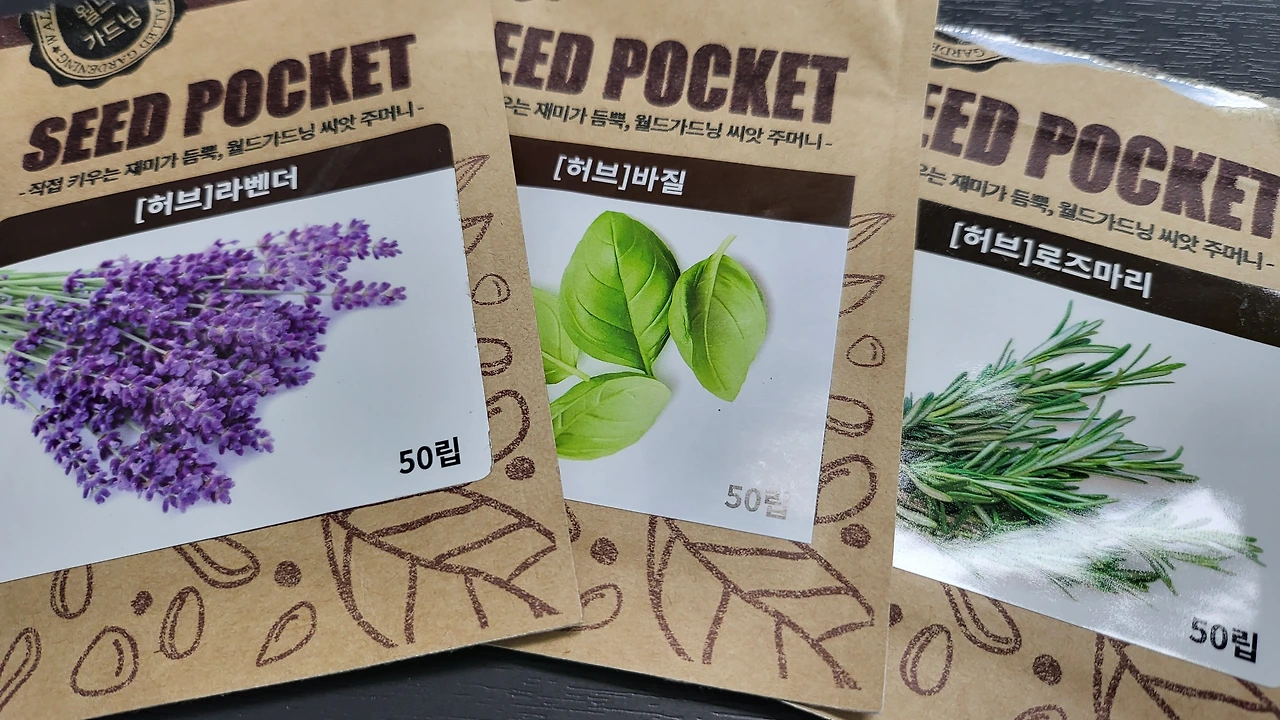 가드닝
WALLED GARDENING
SEED POCKET
- 직접 키우는 재미가 듬뿍, 월드가드닝 씨앗 주머니 -
[허브]라벤더
50립
EED POCKET
우는 재미가 듬뿍, 월드가드닝 씨앗 주머니 -
[허브]바질
50립
GARDE
EED POCKET
우는 재미가 듬뿍, 월드가드닝 씨앗 주머니 -
[허브]로즈마리
50립